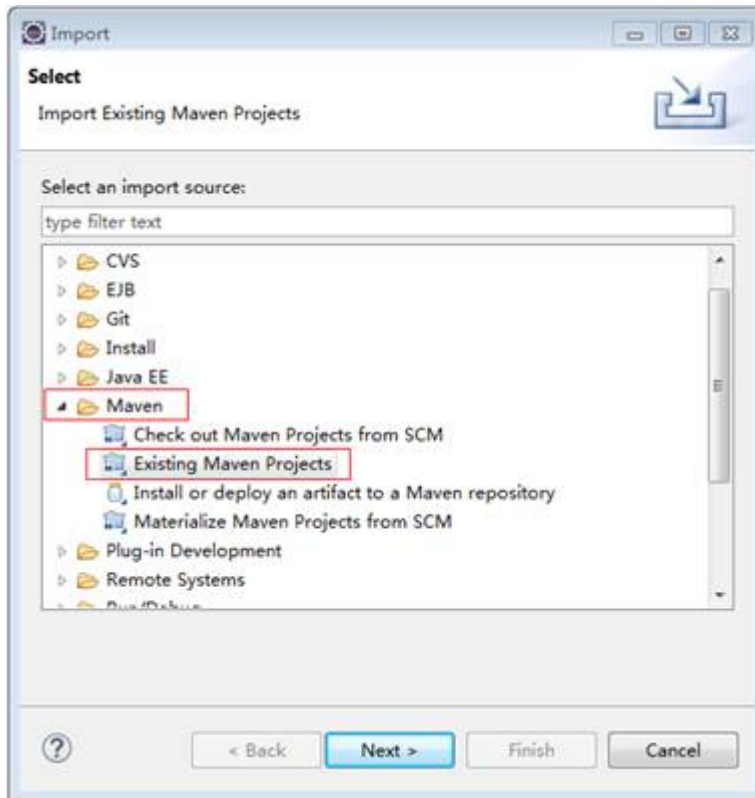 Import
Select
Import Existing Maven Projects
Select an import source:
type filter text
CVS
EJB
Git
Install
Java EE
Maven
Check out Maven Projects from SCM
Existing Maven Projects
Install or deploy an artifact to a Maven repository
Materialize Maven Projects from SCM
Plug-in Development
Remote Systems
Run/Debug
? < Back Next > Finish Cancel